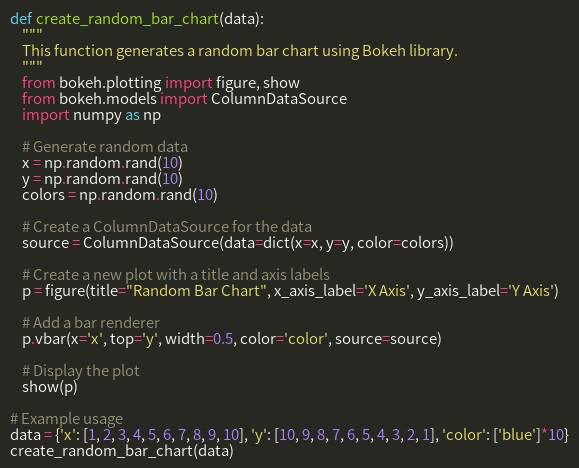 def create_random_bar_chart(data):
    """
    This function generates a random bar chart using Bokeh library.
    """
    from bokeh.plotting import figure, show
    from bokeh.models import ColumnDataSource
    import numpy as np

    # Generate random data
    x = np.random.rand(10)
    y = np.random.rand(10)
    colors = np.random.rand(10)

    # Create a ColumnDataSource for the data
    source = ColumnDataSource(data=dict(x=x, y=y, color=colors))

    # Create a new plot with a title and axis labels
    p = figure(title="Random Bar Chart", x_axis_label='X Axis', y_axis_label='Y Axis')

    # Add a bar renderer
    p.vbar(x='x', top='y', width=0.5, color='color', source=source)

    # Display the plot
    show(p)

# Example usage
data = {'x': [1, 2, 3, 4, 5, 6, 7, 8, 9, 10], 'y': [10, 9, 8, 7, 6, 5, 4, 3, 2, 1], 'color': ['blue']*10}
create_random_bar_chart(data)